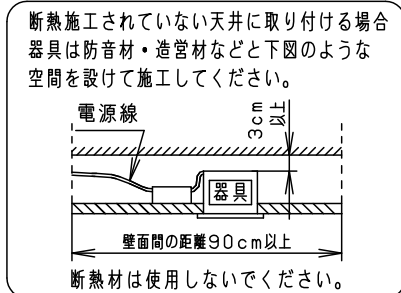 断熱施工されていない天井に取り付ける場合
器具は防音材・造営材などと下図のような
空間を設けて施工してください。
電源線
3cm
以上
器具
壁面間の距離90cm以上
断熱材は使用しないでください。